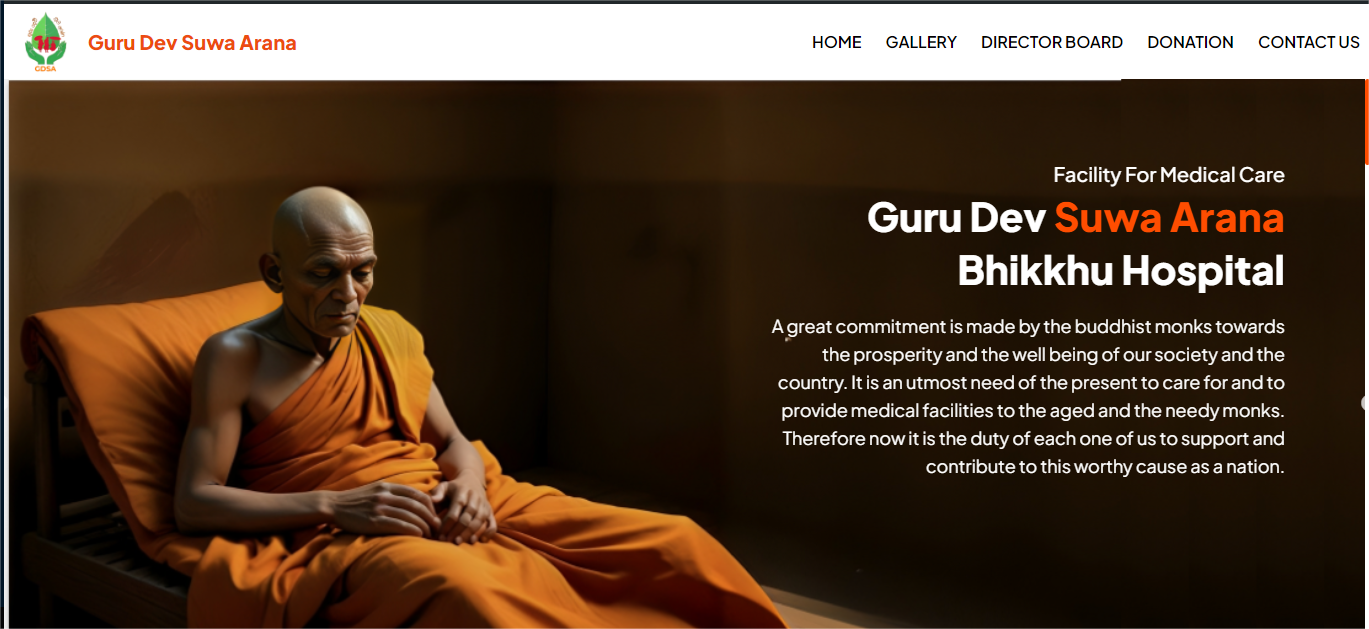 Guru Dev Suwa Arana
HOME GALLERY DIRECTOR BOARD DONATION CONTACT US
GDSA
Facility For Medical Care
Guru Dev Suwa Arana
Bhikkhu Hospital
A great commitment is made by the buddhist monks towards
the prosperity and the well being of our society and the
country. It is an utmost need of the present to care for and to
provide medical facilities to the aged and the needy monks.
Therefore now it is the duty of each one of us to support and
contribute to this worthy cause as a nation.